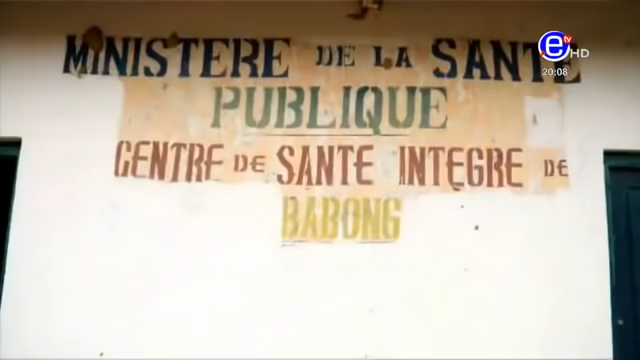 MINISTERE DE LA SANTE
PUBLIQUE
CENTRE DE SANTE INTEGRE DE
BABONG
e tv HD
20:08